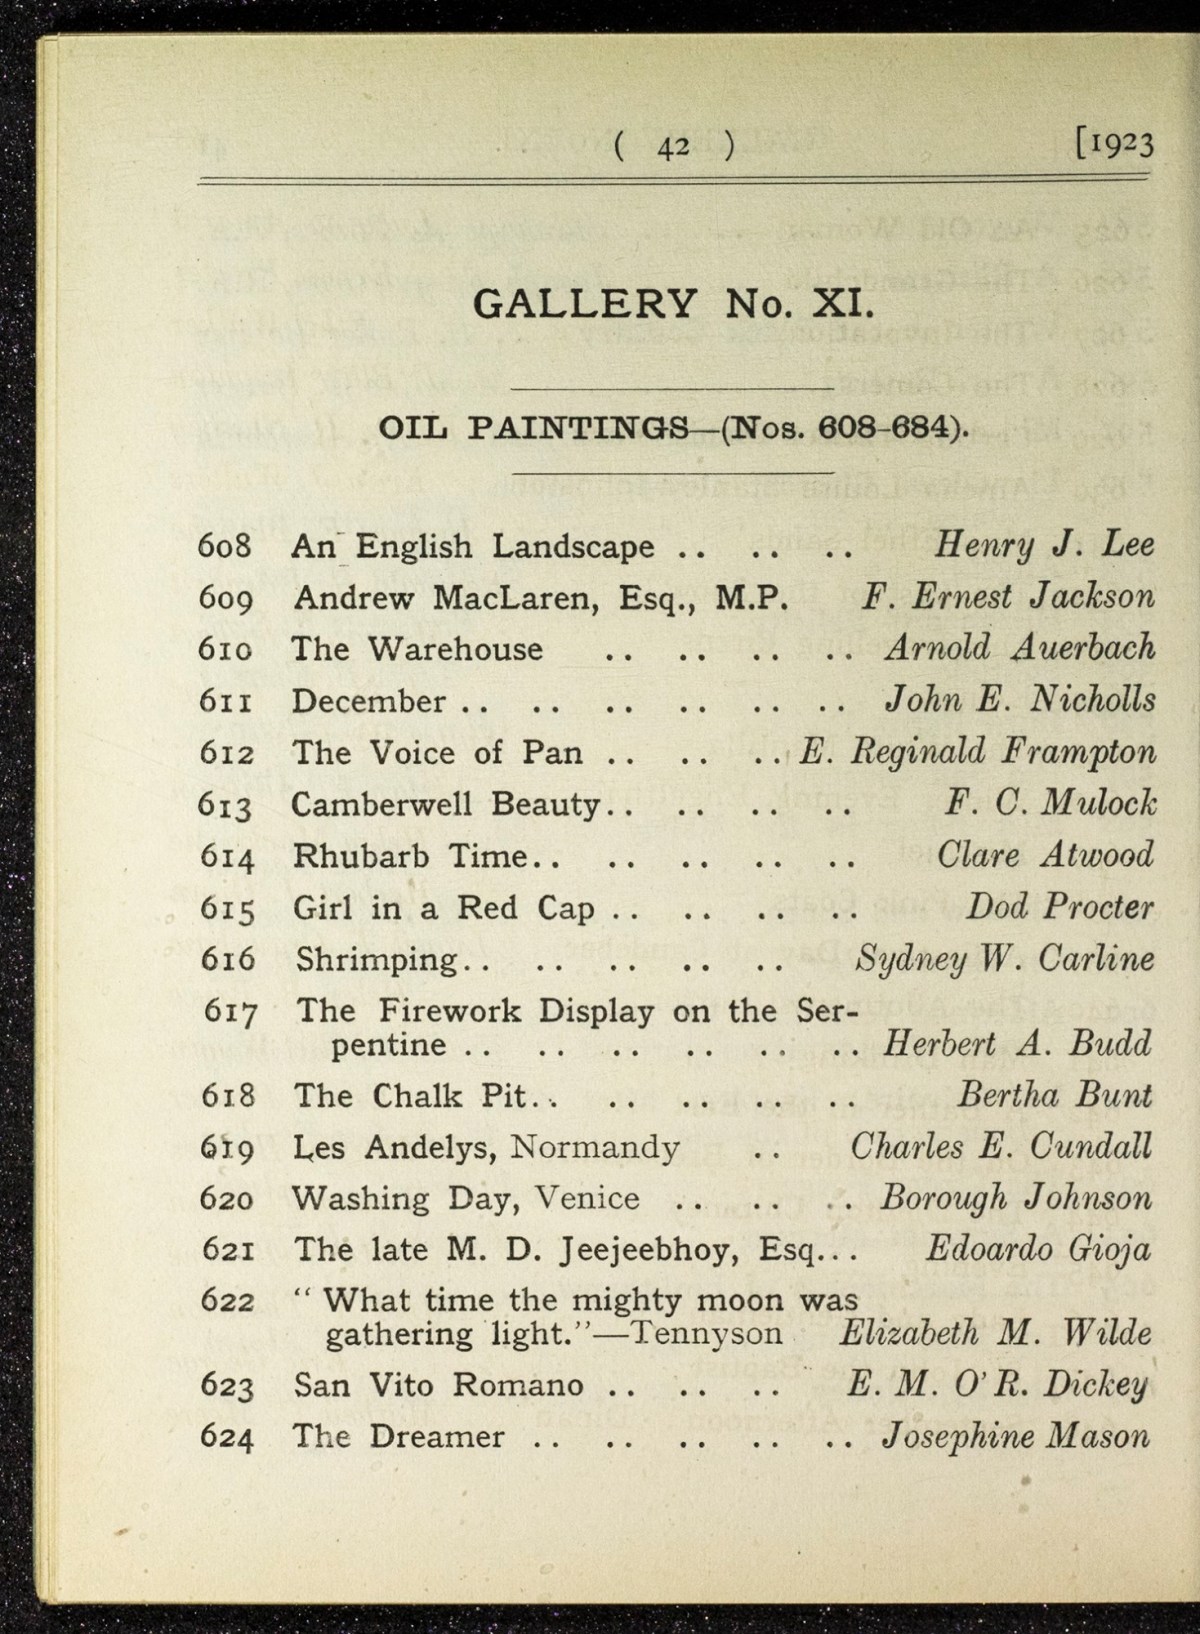 ( 42 ) [1923
GALLERY No. XI.
OIL PAINTINGS—(Nos. 608-684).
608 An English Landscape .. .. .. Henry J. Lee
609 Andrew MacLaren, Esq., M.P. F. Ernest Jackson
610 The Warehouse .. .. .. .. Arnold Auerbach
611 December .. .. .. .. .. .. John E. Nicholls
612 The Voice of Pan .. .. .. E. Reginald Frampton
613 Camberwell Beauty.. .. .. .. F. C. Mulock
614 Rhubarb Time.. .. .. .. .. Clare Atwood
615 Girl in a Red Cap .. .. .. .. Dod Procter
616 Shrimping.. .. .. .. .. Sydney W. Carline
617 The Firework Display on the Ser-
pentine .. .. .. .. .. .. Herbert A. Budd
618 The Chalk Pit.. .. .. .. .. Bertha Bunt
619 Les Andelys, Normandy .. Charles E. Cundall
620 Washing Day, Venice .. .. .. Borough Johnson
621 The late M. D. Jeejeebhoy, Esq... Edoardo Gioja
622 “ What time the mighty moon was
gathering light.”—Tennyson Elizabeth M. Wilde
623 San Vito Romano .. .. .. E. M. O’R. Dickey
624 The Dreamer .. .. .. .. .. Josephine Mason